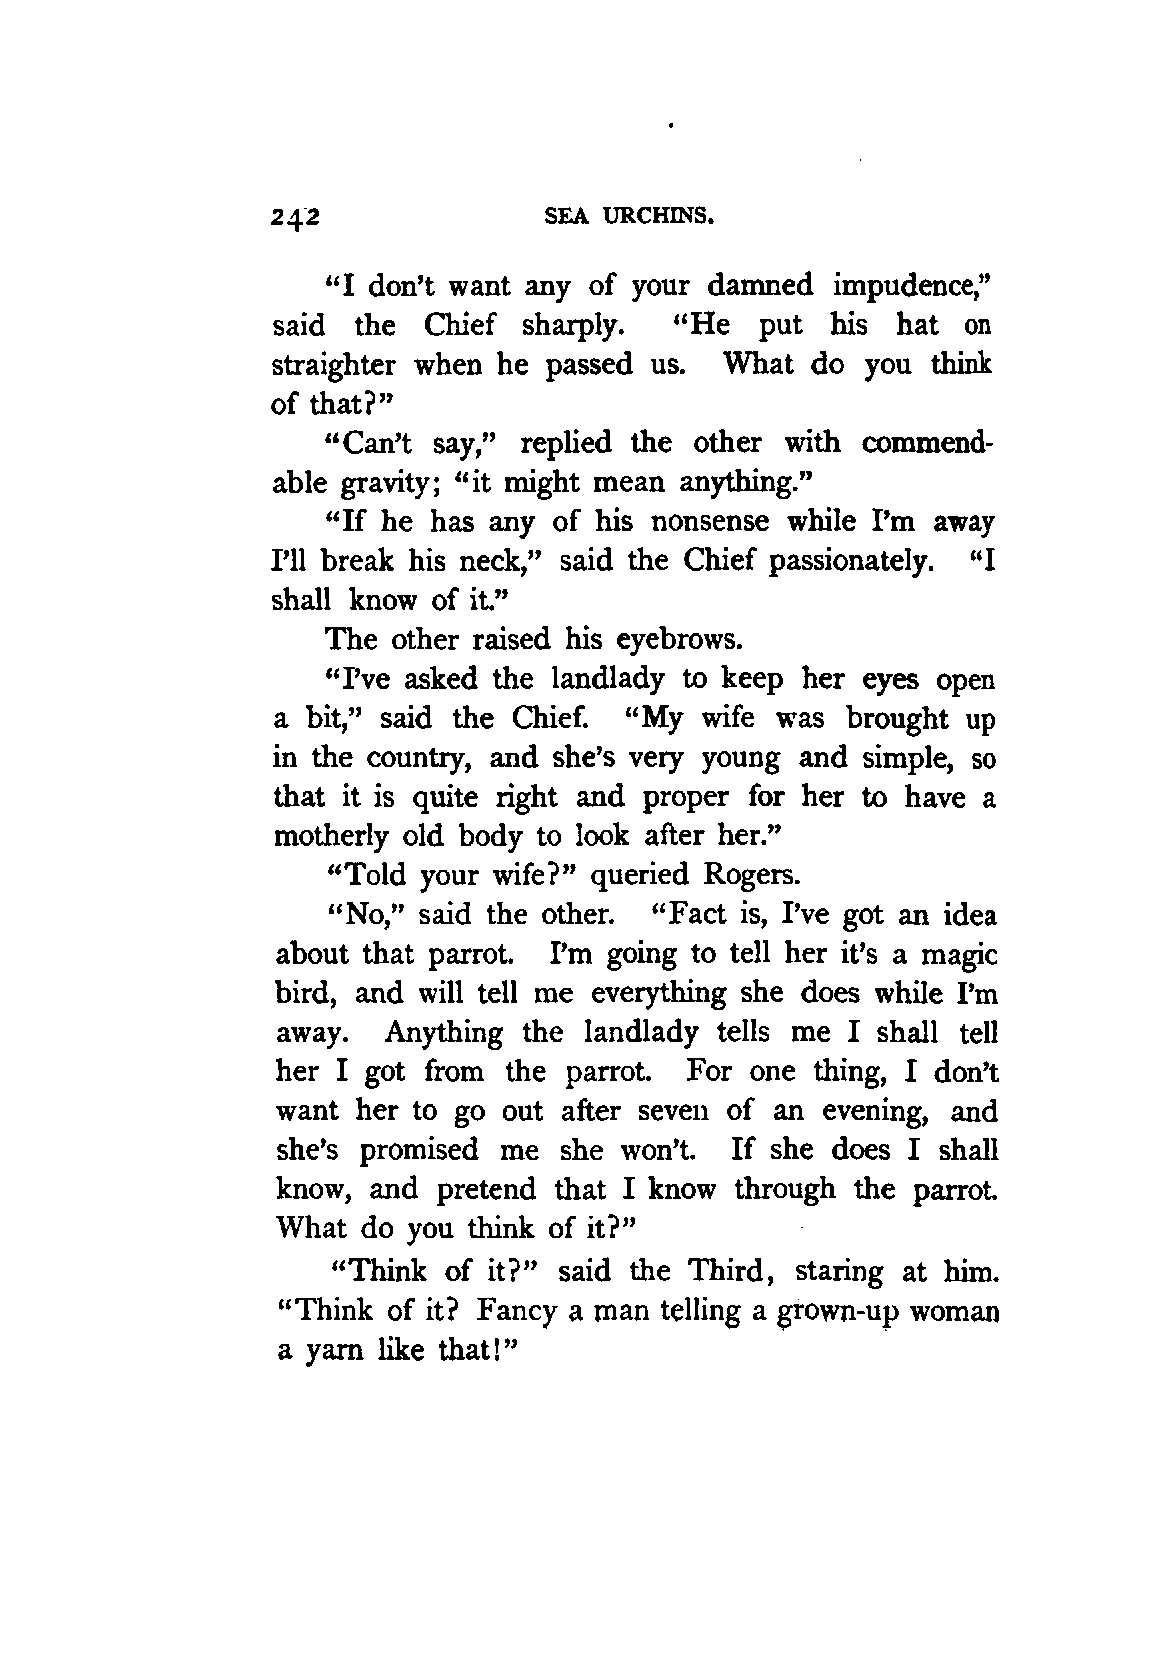 242 SEA URCHINS.
“I don’t want any of your damned impudence,”
said the Chief sharply. “He put his hat on
straighter when he passed us. What do you think
of that?”
“Can’t say,” replied the other with commend-
able gravity; “it might mean anything.”
“If he has any of his nonsense while I’m away
I’ll break his neck,” said the Chief passionately. “I
shall know of it.”
The other raised his eyebrows.
“I’ve asked the landlady to keep her eyes open
a bit,” said the Chief. “My wife was brought up
in the country, and she’s very young and simple, so
that it is quite right and proper for her to have a
motherly old body to look after her.”
“Told your wife?” queried Rogers.
“No,” said the other. “Fact is, I’ve got an idea
about that parrot. I’m going to tell her it’s a magic
bird, and will tell me everything she does while I’m
away. Anything the landlady tells me I shall tell
her I got from the parrot. For one thing, I don’t
want her to go out after seven of an evening, and
she’s promised me she won’t. If she does I shall
know, and pretend that I know through the parrot.
What do you think of it?”
“Think of it?” said the Third, staring at him.
“Think of it? Fancy a man telling a grown-up woman
a yarn like that!”